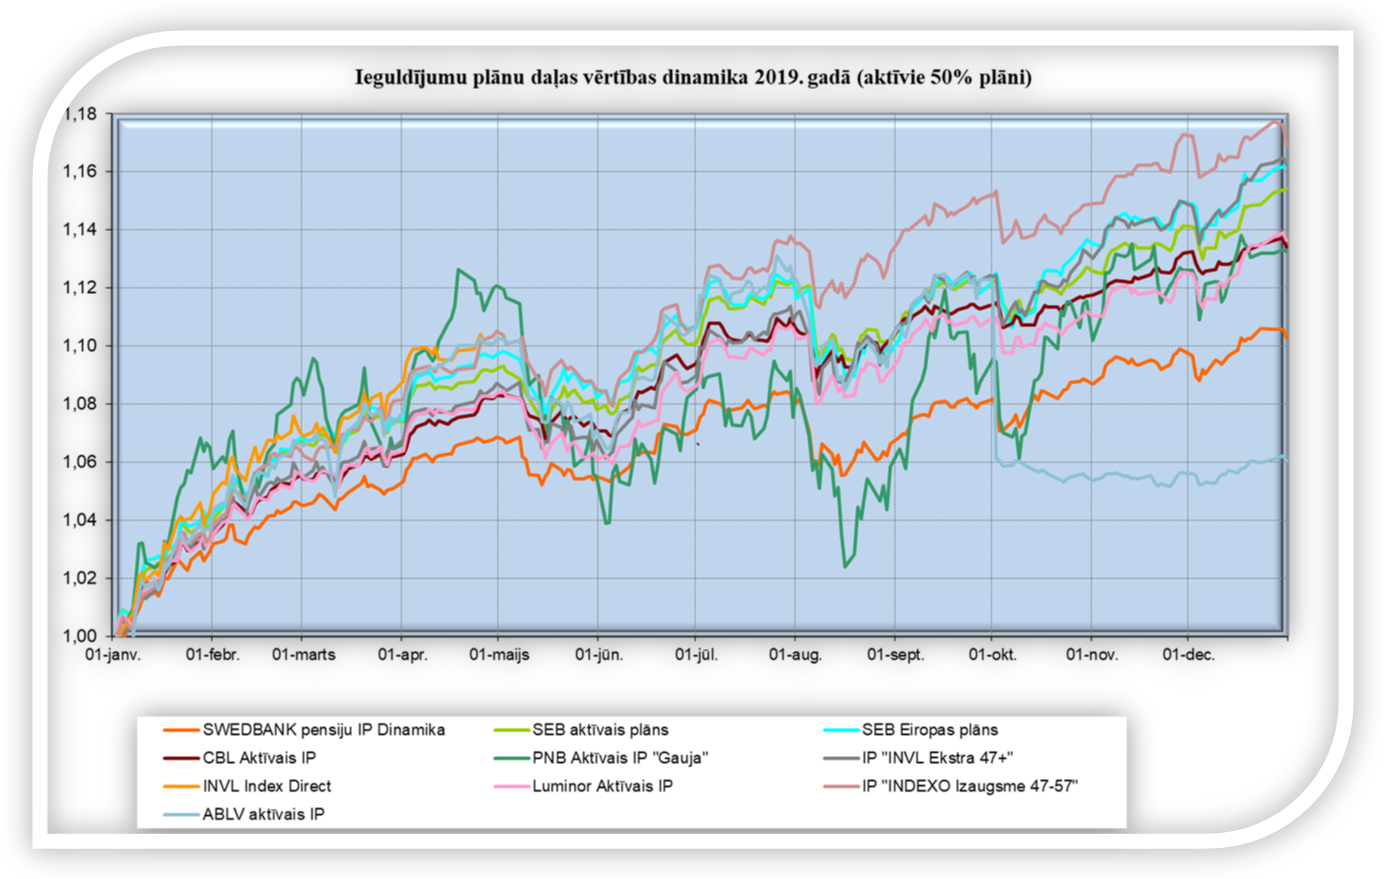 Ieguldījumu plānu daļas vērtības dinamika 2019. gadā (aktīvie 50% plāni)
1,18
1,16
1,14
1,12
1,10
1,08
1,06
1,04
1,02
1,00
01-janv. 01-febr. 01-marts 01-apr. 01-maijs 01-jūn. 01-jūl. 01-aug. 01-sept. 01-okt. 01-nov. 01-dec.
SWEDBANK pensiju IP Dinamika SEB aktīvais plāns SEB Eiropas plāns
CBL Aktīvais IP PNB Aktīvais IP "Gauja" IP "INVL Ekstra 47+"
INVL Index Direct Luminor Aktīvais IP IP "INDEXO Izaugsme 47-57"
ABLV aktīvais IP